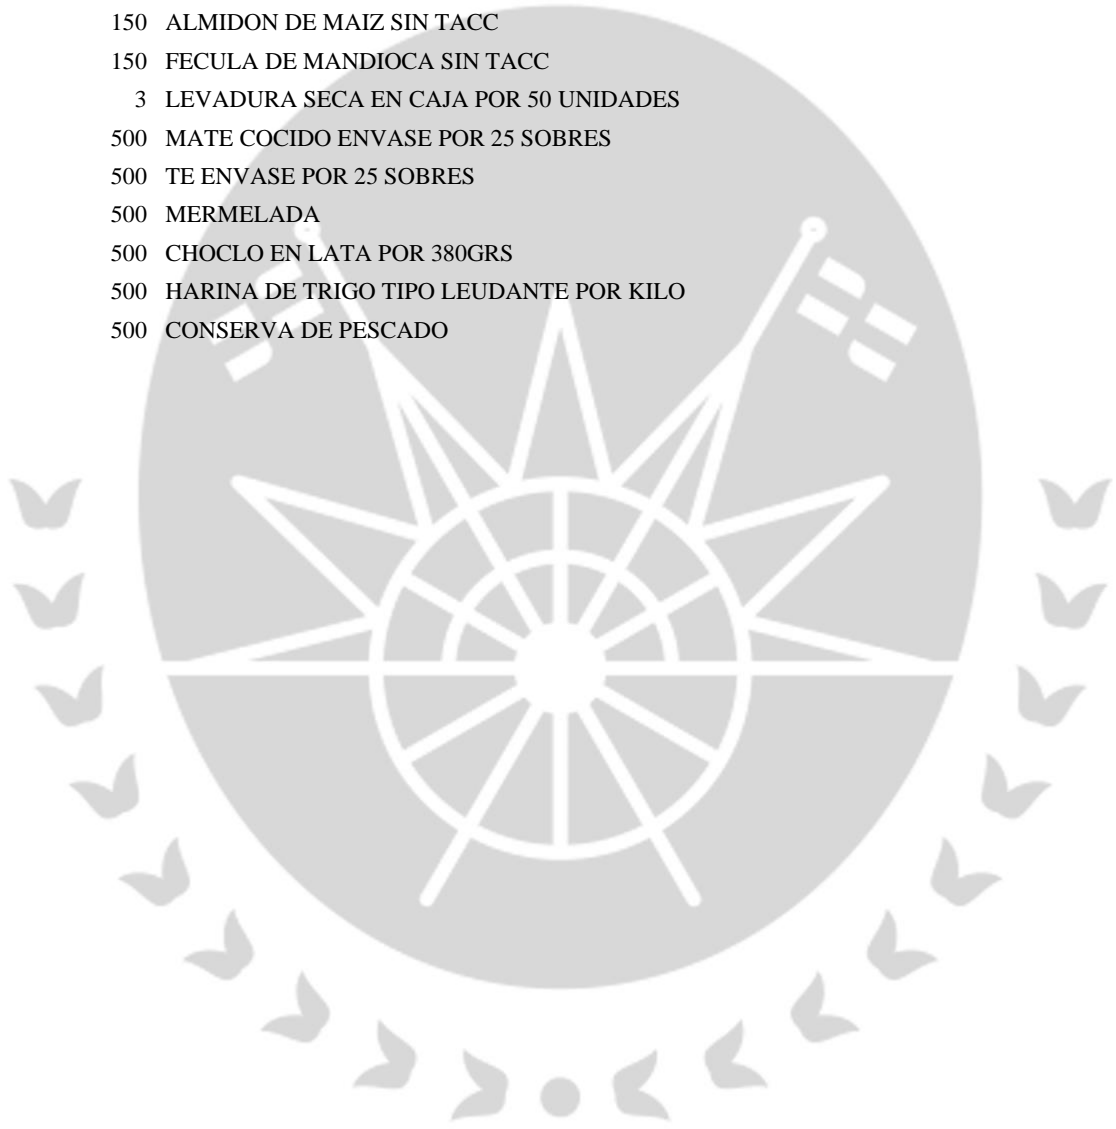 150 ALMIDON DE MAIZ SIN TACC
150 FECULA DE MANDIOCA SIN TACC
3 LEVADURA SECA EN CAJA POR 50 UNIDADES
500 MATE COCIDO ENVASE POR 25 SOBRES
500 TE ENVASE POR 25 SOBRES
500 MERMELADA
500 CHOCLO EN LATA POR 380GRS
500 HARINA DE TRIGO TIPO LEUDANTE POR KILO
500 CONSERVA DE PESCADO